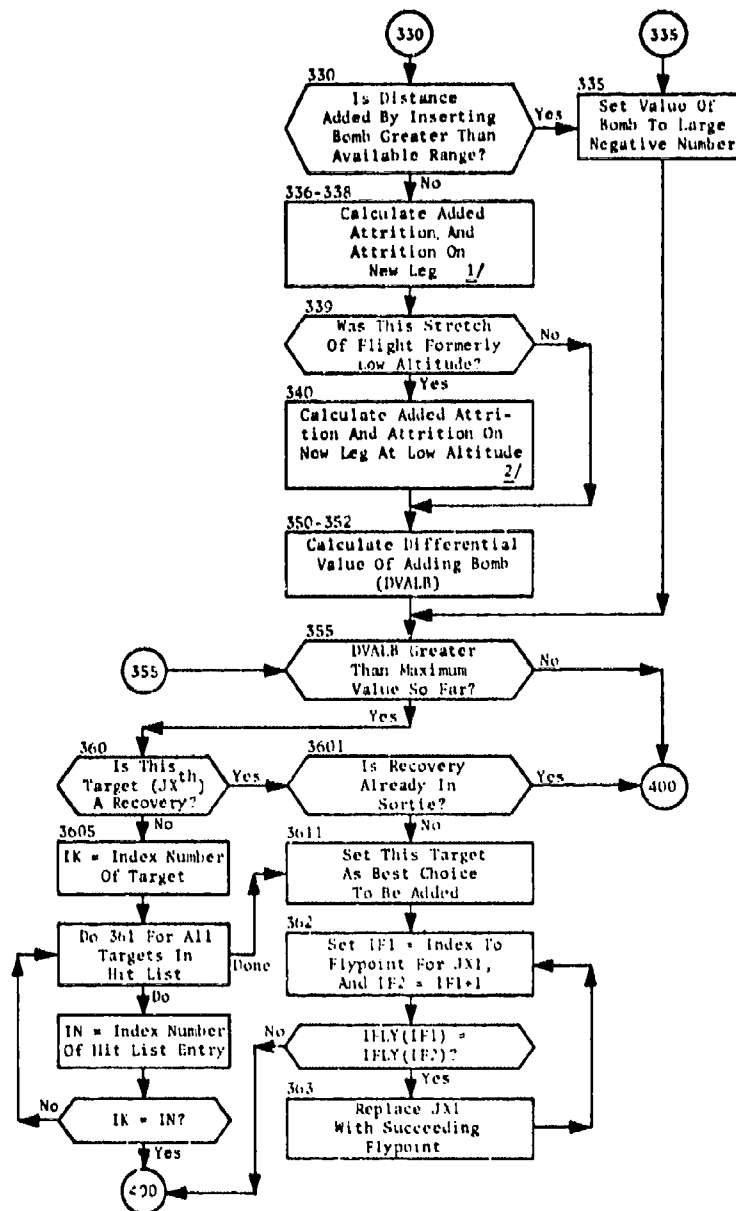 330
335
330
Is Distance
Added By Inserting
Bomb Greater Than
Available Range?
Yes
335
Set Value Of
Bomb To Large
Negative Number
No
336-338
Calculate Added
Attrition, And
Attrition On
New Leg 1/
339
Was This Stretch
Of Flight Formerly
Low Altitude?
No
Yes
340
Calculate Added Attri-
tion And Attrition On
New Leg At Low Altitude
2/
350-352
Calculate Differential
Value Of Adding Bomb
(DVALB)
355
355
DVALB Greater
Than Maximum
Value So Far?
No
Yes
360
Is This
Target (JXth)
A Recovery?
Yes
3601
Is Recovery
Already In
Sortie?
Yes
400
No
No
3605
IK = Index Number
Of Target
3611
Set This Target
As Best Choice
To Be Added
Do 361 For All
Targets In
Hit List
Done
Do
362
Set IF1 = Index To
Flypoint For JX1,
And IF2 = IF1+1
IN = Index Number
Of Hit List Entry
No
IFLY(IF1) =
IFLY(IF2)?
Yes
No
IK = IN?
Yes
363
Replace JX1
With Succeeding
Flypoint
400